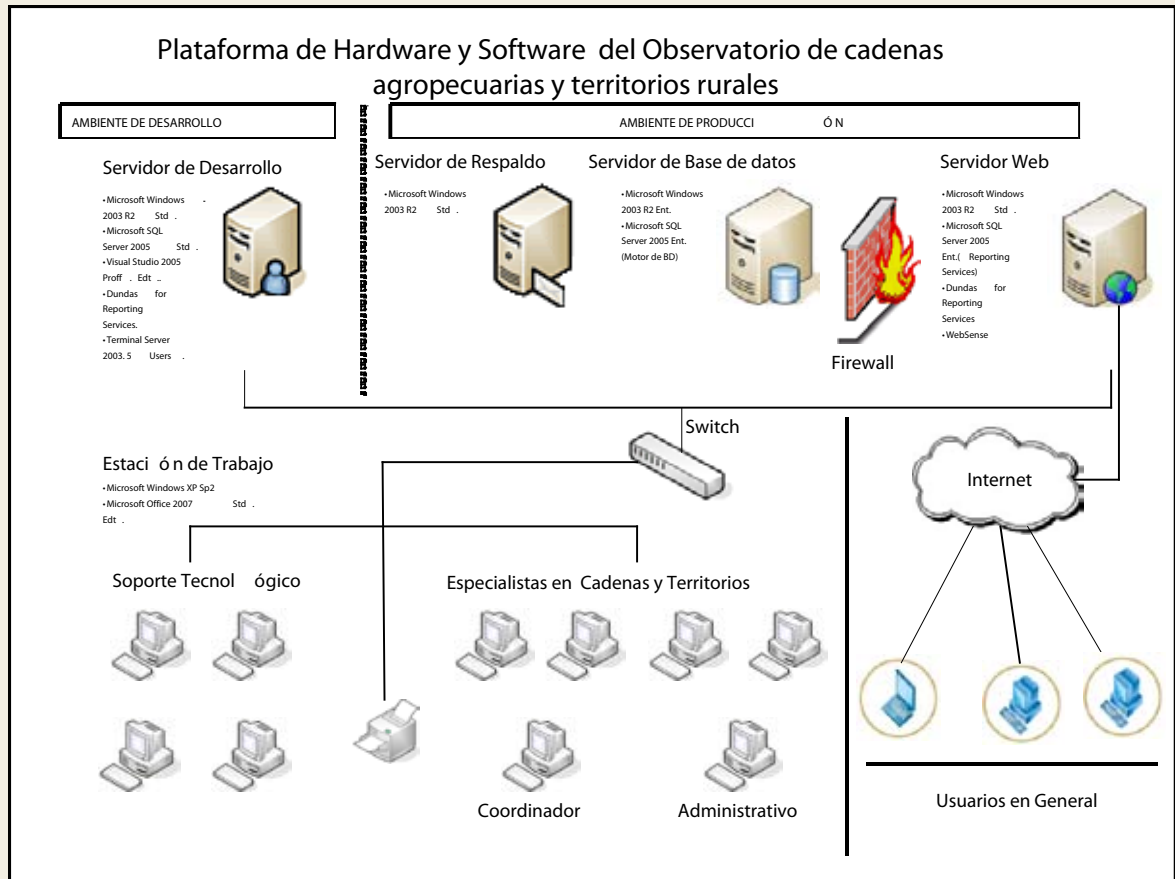 Plataforma de Hardware y Software del Observatorio de cadenas
agropecuarias y territorios rurales
AMBIENTE DE DESARROLLO
AMBIENTE DE PRODUCCI ÓN
Servidor de Desarrollo
•Microsoft Windows -
2003 R2 Std .
•Microsoft SQL
Server 2005 Std .
•Visual Studio 2005
Proff . Edt ..
•Dundas for
Reporting
Services.
•Terminal Server
2003. 5 Users .
Servidor de Respaldo
•Microsoft Windows
2003 R2 Std .
Servidor de Base de datos
•Microsoft Windows
2003 R2 Ent.
•Microsoft SQL
Server 2005 Ent.
(Motor de BD)
Firewall
Servidor Web
•Microsoft Windows
2003 R2 Std .
•Microsoft SQL
Server 2005
Ent.( Reporting
Services)
•Dundas for
Reporting
Services
•WebSense
Switch
Estaci ón de Trabajo
•Microsoft Windows XP Sp2
•Microsoft Office 2007 Std .
Edt .
Internet
Soporte Tecnol ógico
Especialistas en Cadenas y Territorios
Coordinador
Administrativo
Usuarios en General